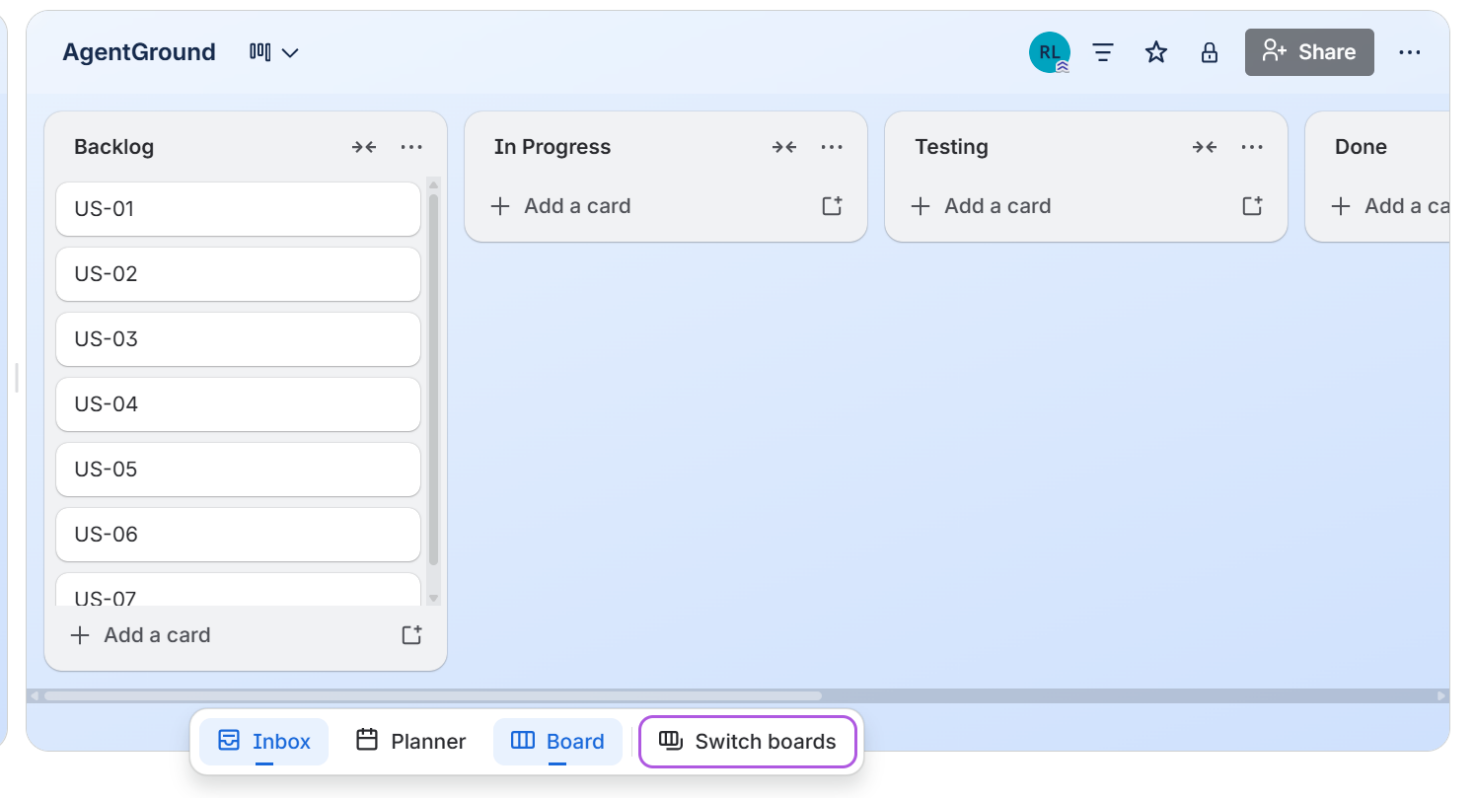 AgentGround
RL
Share
Backlog
US-01
US-02
US-03
US-04
US-05
US-06
US-07
Add a card
In Progress
Add a card
Testing
Add a card
Done
Add a ca
Inbox
Planner
Board
Switch boards